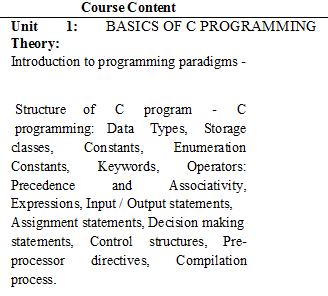 Course Content
Unit 1: BASICS OF C PROGRAMMING
Theory:
Introduction to programming paradigms -
Structure of C program - C
programming: Data Types, Storage
classes, Constants, Enumeration
Constants, Keywords, Operators:
Precedence and Associativity,
Expressions, Input / Output statements,
Assignment statements, Decision making
statements, Control structures, Pre-
processor directives, Compilation
process.